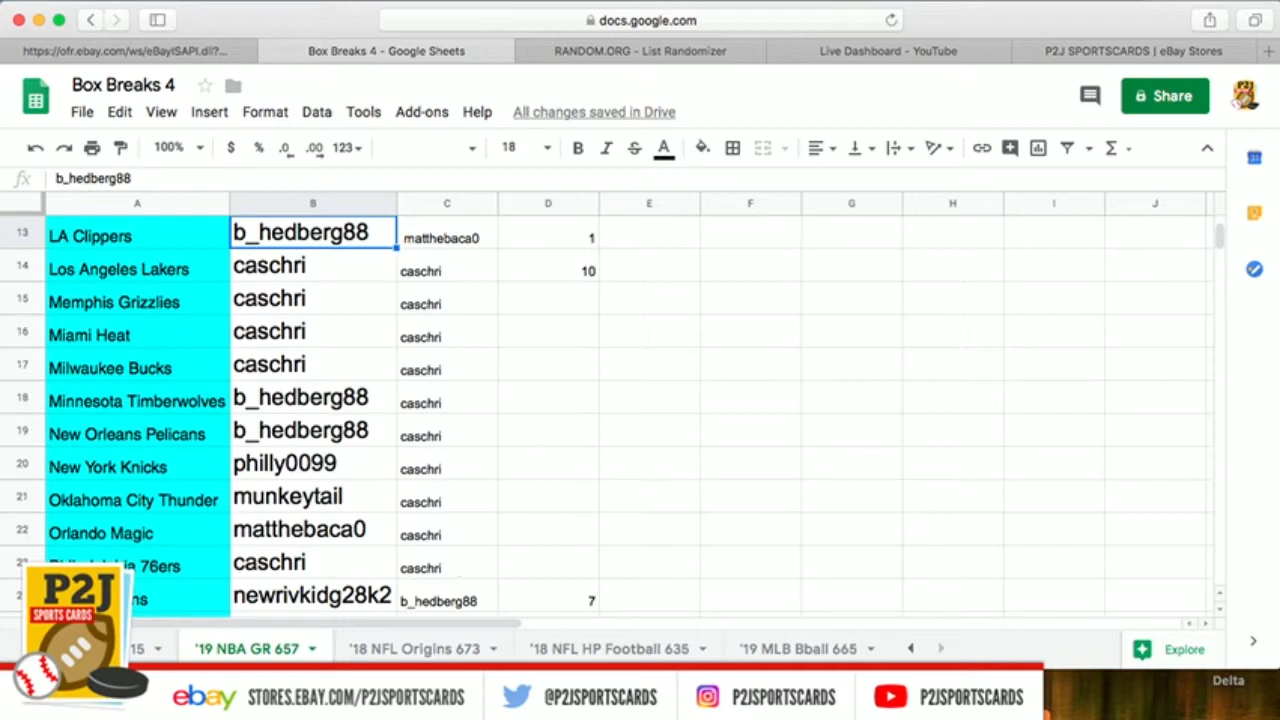 docs.google.com
https://ofr.ebay.com/ws/eBayISAPI.dll?...
Box Breaks 4 - Google Sheets
RANDOM.ORG - List Randomizer
Live Dashboard - YouTube
P2J SPORTSCARDS | eBay Stores
Box Breaks 4
Share
File Edit View Insert Format Data Tools Add-ons Help All changes saved in Drive
100% $ % .0 .00 123 18 B I S A
fx b_hedberg88
A B C D E F G H I J
13 LA Clippers b_hedberg88 matthebaca0 1
14 Los Angeles Lakers caschri caschri 10
15 Memphis Grizzlies caschri caschri
16 Miami Heat caschri caschri
17 Milwaukee Bucks caschri caschri
18 Minnesota Timberwolves b_hedberg88 caschri
19 New Orleans Pelicans b_hedberg88 caschri
20 New York Knicks philly0099 caschri
21 Oklahoma City Thunder munkeytail caschri
22 Orlando Magic matthebaca0 caschri
76ers caschri caschri
newrivkidg28k2 b_hedberg88 7
P2J
SPORTS CARDS
15 '19 NBA GR 657 '18 NFL Origins 673 '18 NFL HP Football 635 '19 MLB Bball 665 Explore
Delta
ebay STORES.EBAY.COM/P2JSPORTSCARDS @P2JSPORTSCARDS P2JSPORTSCARDS P2JSPORTSCARDS